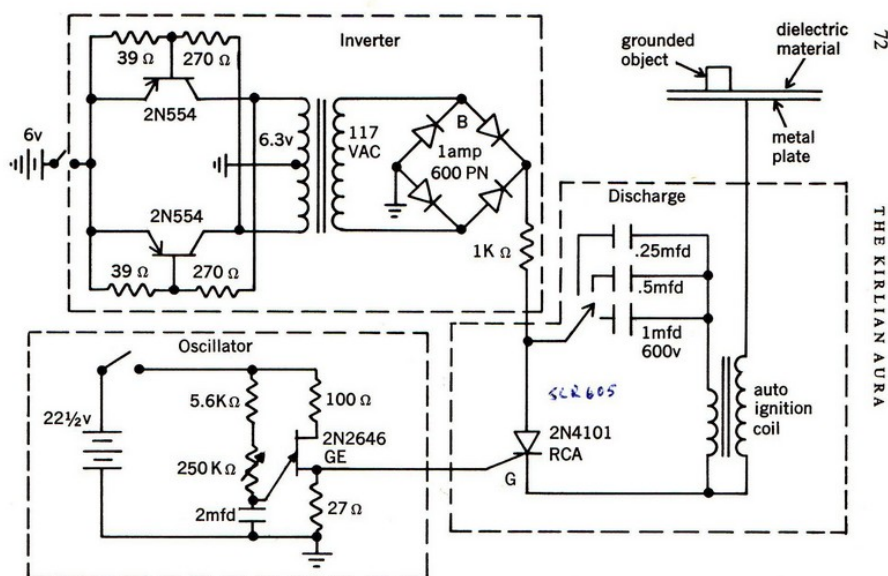 Inverter
39 Ω
270 Ω
2N554
6v
6.3v
117
VAC
B
1amp
600 PN
2N554
39 Ω
270 Ω
1K Ω
grounded
object
dielectric
material
metal
plate
72
THE KIRLIAN AURA
Discharge
.25mfd
.5mfd
1mfd
600v
auto
ignition
coil
SCR605
2N4101
RCA
G
Oscillator
22½v
5.6KΩ
100 Ω
2N2646
GE
250 KΩ
27 Ω
2mfd